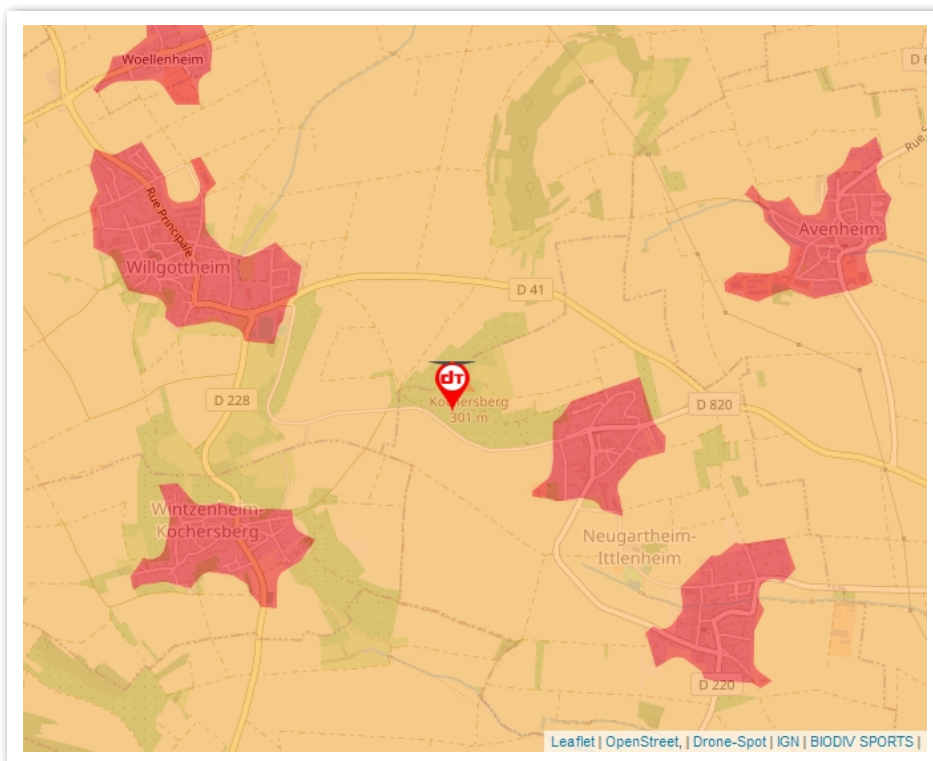 Woellenheim
D 6
Rue S
Rue Principale
Avenheim
Willgottheim
D 41
dT
Kochersberg
301 m
D 228
D 820
Wintzenheim-
Kochersberg
Neugartheim-
Ittlenheim
D 220
Leaflet | OpenStreet, | Drone-Spot | IGN | BIODIV SPORTS |